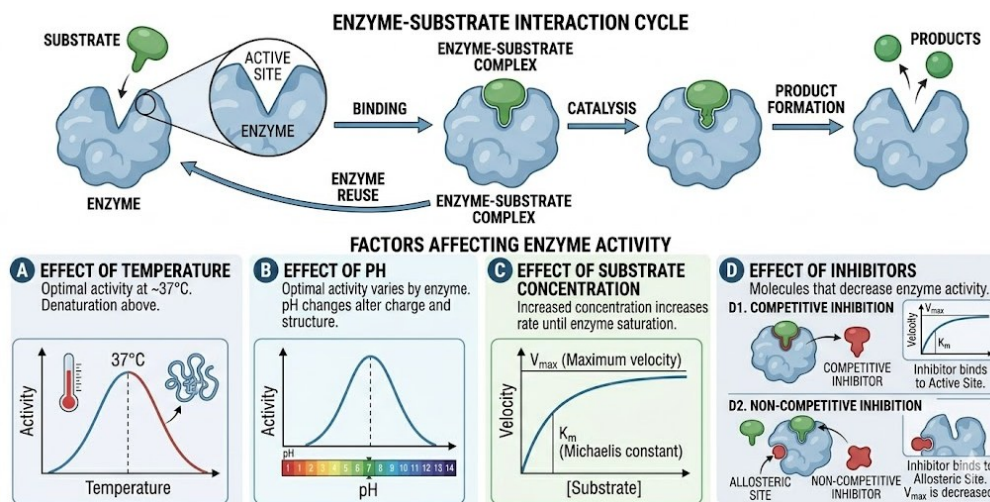 ENZYME-SUBSTRATE INTERACTION CYCLE
SUBSTRATE
ACTIVE
SITE
ENZYME
ENZYME
BINDING
ENZYME-SUBSTRATE
COMPLEX
CATALYSIS
PRODUCT
FORMATION
PRODUCTS
ENZYME
REUSE
ENZYME-SUBSTRATE
COMPLEX
FACTORS AFFECTING ENZYME ACTIVITY
A EFFECT OF TEMPERATURE
Optimal activity at ~37°C.
Denaturation above.
37°C
Activity
Temperature
B EFFECT OF PH
Optimal activity varies by enzyme.
pH changes alter charge and
structure.
Activity
pH
1 2 3 4 5 6 7 8 9 10 11 12 13 14
pH
C EFFECT OF SUBSTRATE
CONCENTRATION
Increased concentration increases
rate until enzyme saturation.
Vmax (Maximum velocity)
Km
(Michaelis constant)
Velocity
[Substrate]
D EFFECT OF INHIBITORS
Molecules that decrease enzyme activity.
D1. COMPETITIVE INHIBITION
COMPETITIVE
INHIBITOR
Vmax
Velocity
Km
Inhibitor binds
to Active Site.
D2. NON-COMPETITIVE INHIBITION
ALLOSTERIC
SITE
NON-COMPETITIVE
INHIBITOR
Inhibitor binds to
Allosteric Site.
Vmax is decreased